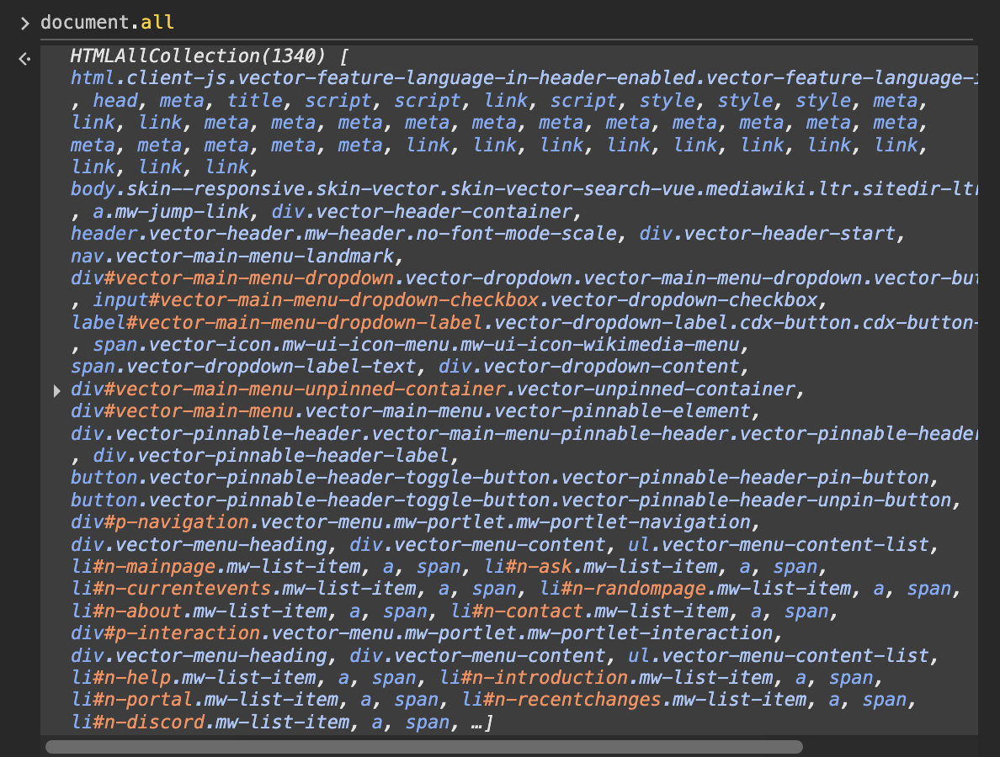 document.all
HTMLAllCollection(1340) [
html.client-js.vector-feature-language-in-header-enabled.vector-feature-language-i
, head, meta, title, script, script, link, script, style, style, style, meta,
link, link, meta, meta, meta, meta, meta, meta, meta, meta, meta, meta, meta,
meta, meta, meta, meta, meta, link, link, link, link, link, link, link, link,
link, link, link,
body.skin--responsive.skin-vector.skin-vector-search-vue.mediawiki.ltr.sitedir-ltr
, a.mw-jump-link, div.vector-header-container,
header.vector-header.mw-header.no-font-mode-scale, div.vector-header-start,
nav.vector-main-menu-landmark,
div#vector-main-menu-dropdown.vector-dropdown.vector-main-menu-dropdown.vector-but
, input#vector-main-menu-dropdown-checkbox.vector-dropdown-checkbox,
label#vector-main-menu-dropdown-label.vector-dropdown-label.cdx-button.cdx-button-
, span.vector-icon.mw-ui-icon-menu.mw-ui-icon-wikimedia-menu,
span.vector-dropdown-label-text, div.vector-dropdown-content,
div#vector-main-menu-unpinned-container.vector-unpinned-container,
div#vector-main-menu.vector-main-menu.vector-pinnable-element,
div.vector-pinnable-header.vector-main-menu-pinnable-header.vector-pinnable-header
, div.vector-pinnable-header-label,
button.vector-pinnable-header-toggle-button.vector-pinnable-header-pin-button,
button.vector-pinnable-header-toggle-button.vector-pinnable-header-unpin-button,
div#p-navigation.vector-menu.mw-portlet.mw-portlet-navigation,
div.vector-menu-heading, div.vector-menu-content, ul.vector-menu-content-list,
li#n-mainpage.mw-list-item, a, span, li#n-ask.mw-list-item, a, span,
li#n-currentevents.mw-list-item, a, span, li#n-randompage.mw-list-item, a, span,
li#n-about.mw-list-item, a, span, li#n-contact.mw-list-item, a, span,
div#p-interaction.vector-menu.mw-portlet.mw-portlet-interaction,
div.vector-menu-heading, div.vector-menu-content, ul.vector-menu-content-list,
li#n-help.mw-list-item, a, span, li#n-introduction.mw-list-item, a, span,
li#n-portal.mw-list-item, a, span, li#n-recentchanges.mw-list-item, a, span,
li#n-discord.mw-list-item, a, span, …]